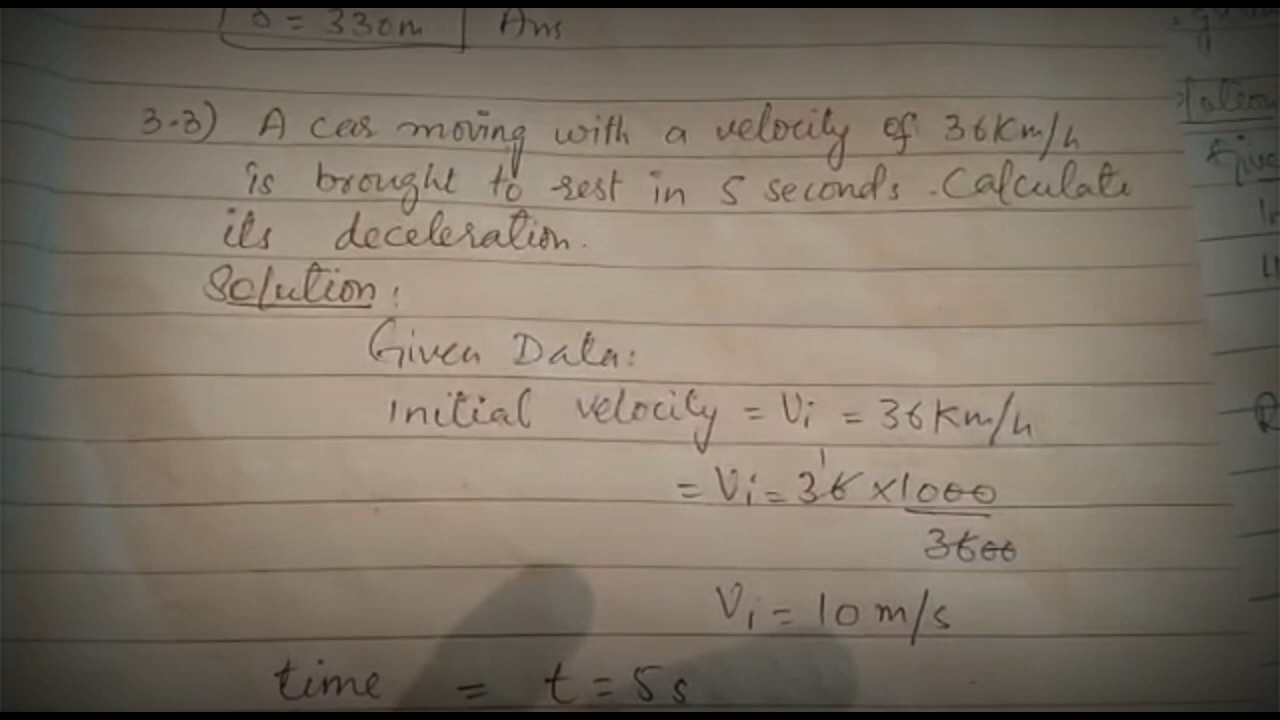 = 330m Ans
3.3) A car moving with a velocity of 36Km/h
is brought to rest in 5 seconds. Calculate
its deceleration.
Solution:
Given Data:
Initial velocity = Vi = 36Km/h
= Vi = 36 × 1000
3600
Vi = 10 m/s
time = t = 5s